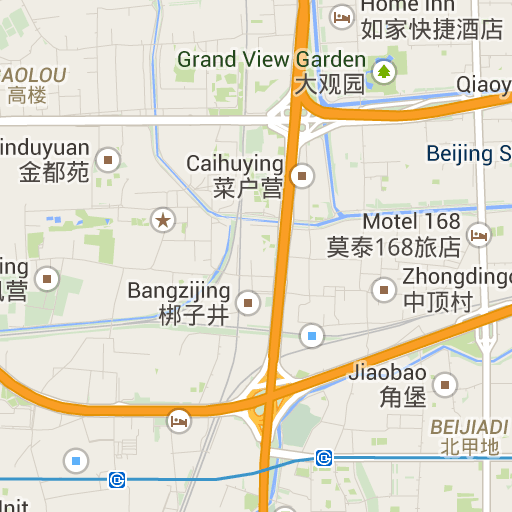 Home Inn
如家快捷酒店
Grand View Garden
大观园
GAOLOU
高楼
Qiaoy
Jinduyuan
金都苑
Caihuying
菜户营
Beijing S
Motel 168
莫泰168旅店
ing
营
Zhongdingc
中顶村
Bangzijing
梆子井
Jiaobao
角堡
BEIJIADI
北甲地
Unit